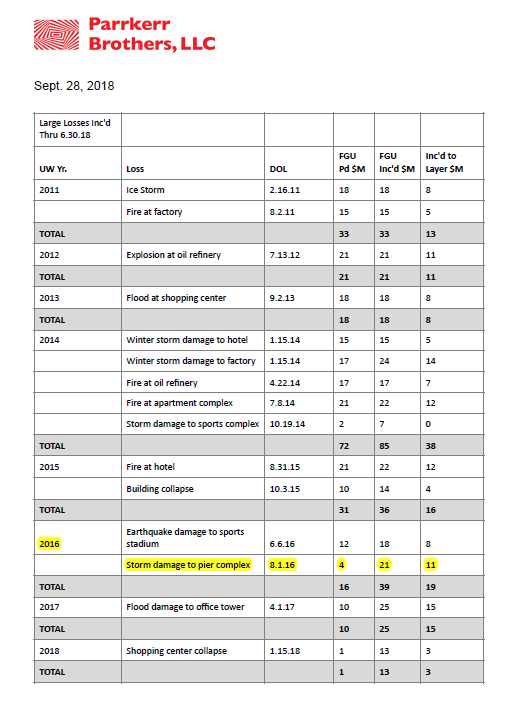 Parrkerr
Brothers, LLC
Sept. 28, 2018
Large Losses Inc'd
Thru 6.30.18
UW Yr. Loss DOL FGU Pd $M FGU Inc'd $M Inc'd to Layer $M
2011 Ice Storm 2.16.11 18 18 8
Fire at factory 8.2.11 15 15 5
TOTAL 33 33 13
2012 Explosion at oil refinery 7.13.12 21 21 11
TOTAL 21 21 11
2013 Flood at shopping center 9.2.13 18 18 8
TOTAL 18 18 8
2014 Winter storm damage to hotel 1.15.14 15 15 5
Winter storm damage to factory 1.15.14 17 24 14
Fire at oil refinery 4.22.14 17 17 7
Fire at apartment complex 7.8.14 21 22 12
Storm damage to sports complex 10.19.14 2 7 0
TOTAL 72 85 38
2015 Fire at hotel 8.31.15 21 22 12
Building collapse 10.3.15 10 14 4
TOTAL 31 36 16
2016 Earthquake damage to sports stadium 6.6.16 12 18 8
Storm damage to pier complex 8.1.16 4 21 11
TOTAL 16 39 19
2017 Flood damage to office tower 4.1.17 10 25 15
TOTAL 10 25 15
2018 Shopping center collapse 1.15.18 1 13 3
TOTAL 1 13 3